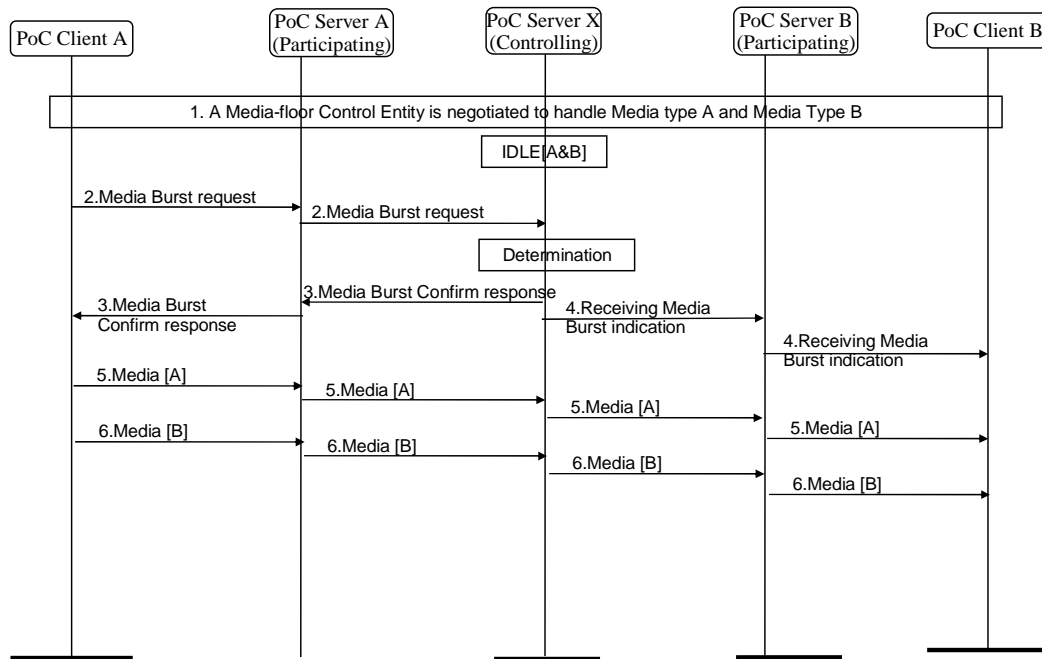 PoC Client A
PoC Server A
(Participating)
PoC Server X
(Controlling)
PoC Server B
(Participating)
PoC Client B
1. A Media-floor Control Entity is negotiated to handle Media type A and Media Type B
IDLE[A&B]
2.Media Burst request
2.Media Burst request
Determination
3.Media Burst Confirm response
3.Media Burst
Confirm response
4.Receiving Media
Burst indication
4.Receiving Media
Burst indication
5.Media [A]
5.Media [A]
5.Media [A]
5.Media [A]
6.Media [B]
6.Media [B]
6.Media [B]
6.Media [B]